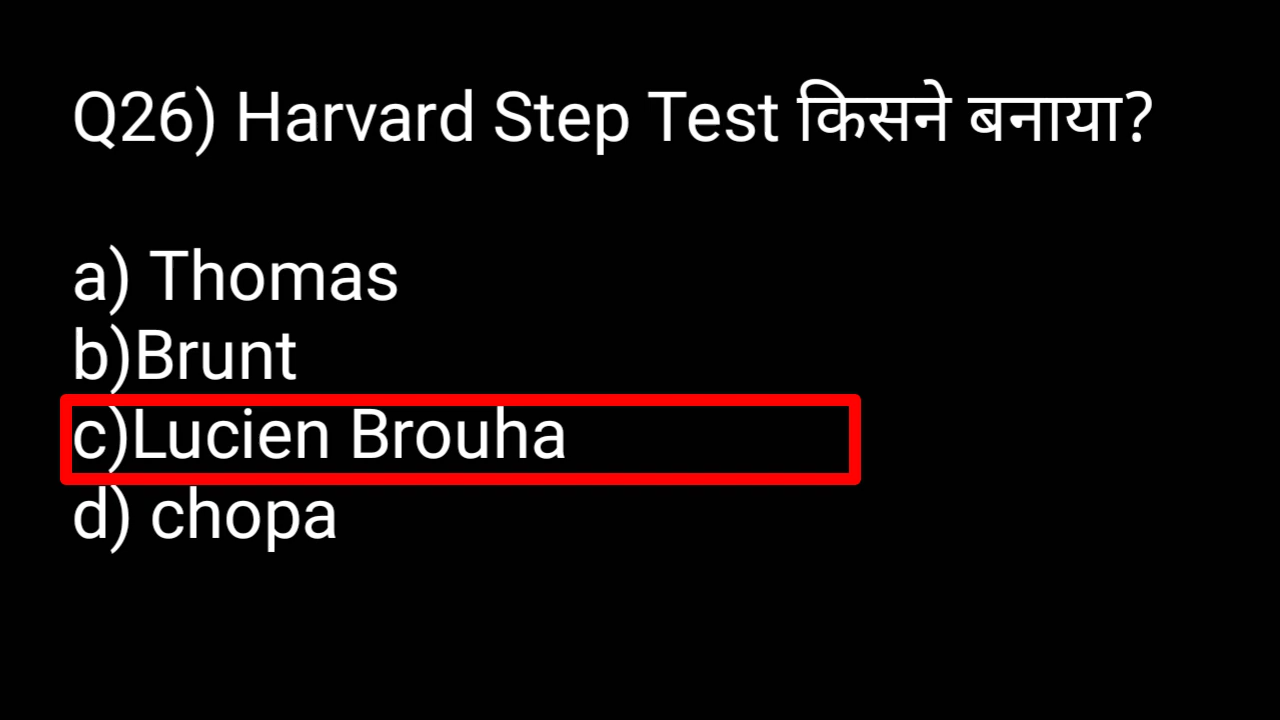 Q26) Harvard Step Test किसने बनाया?
a) Thomas
b)Brunt
c)Lucien Brouha
d) chopa